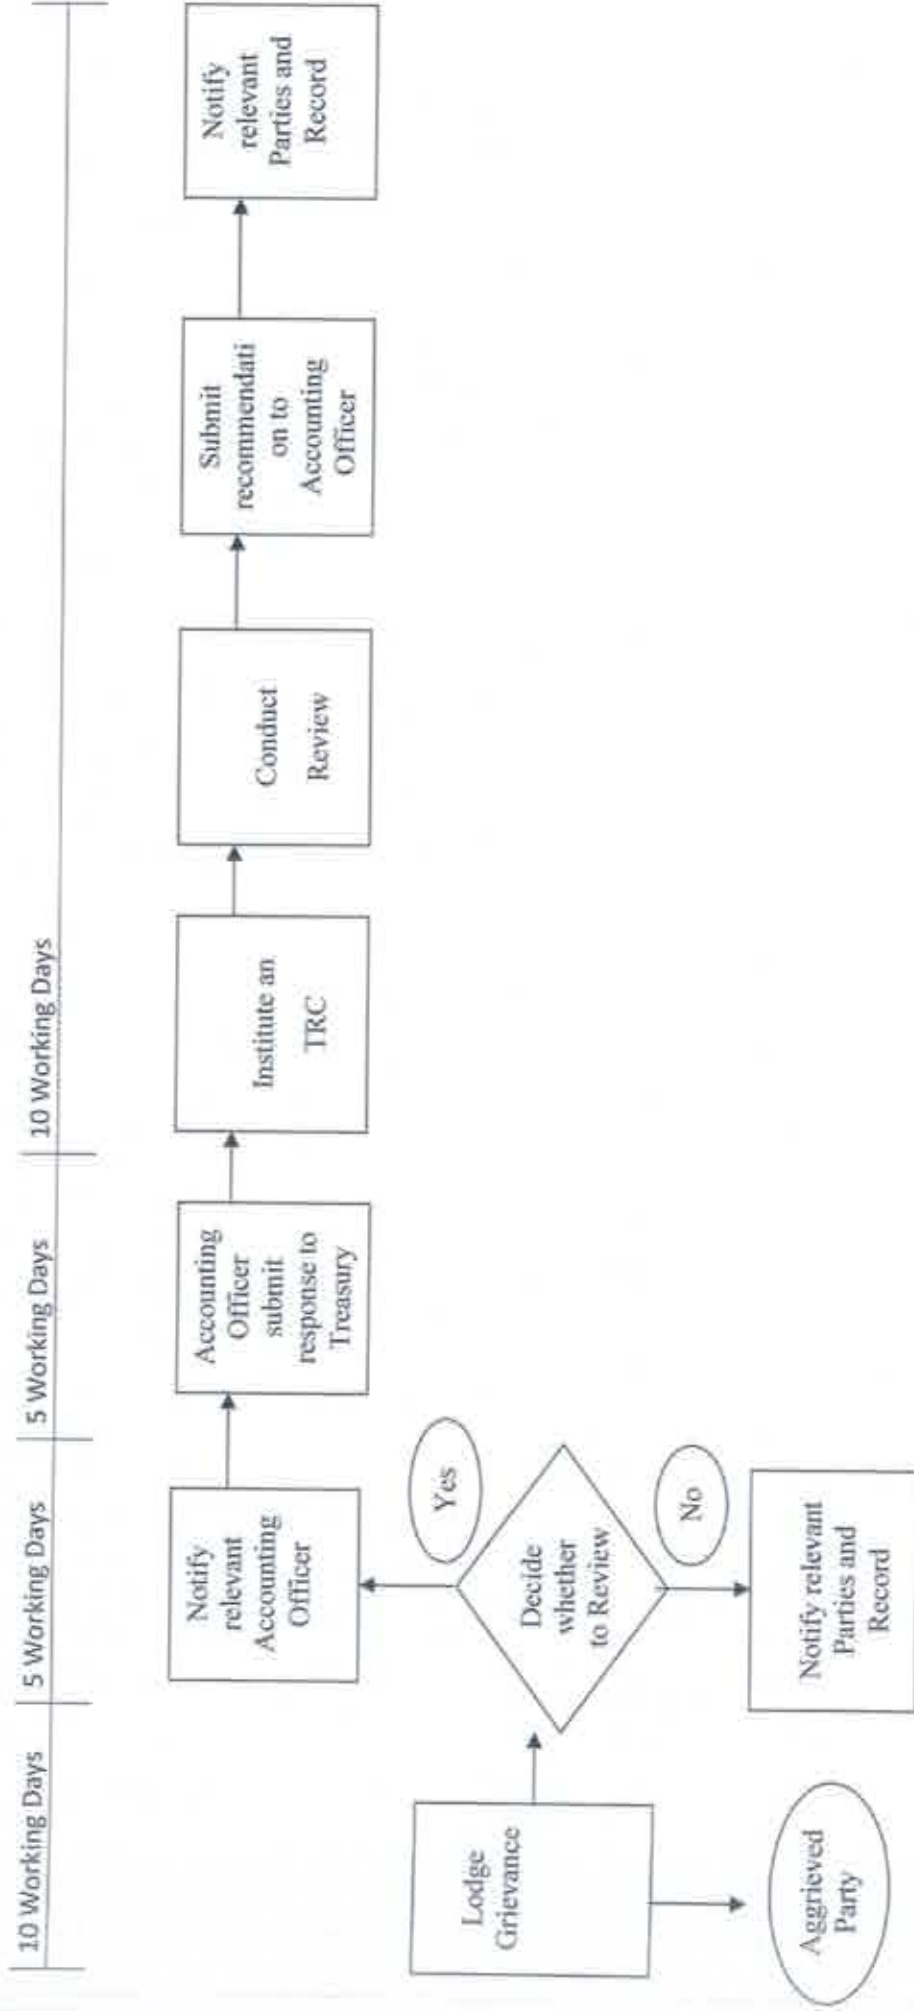 10 Working Days
5 Working Days
5 Working Days
10 Working Days
Lodge
Grievance
Aggrieved
Party
Decide
whether
to Review
Yes
No
Notify relevant
Parties and
Record
Notify
relevant
Accounting
Officer
Accounting
Officer
submit
response to
Treasury
Institute an
TRC
Conduct
Review
Submit
recommendati
on to
Accounting
Officer
Notify
relevant
Parties and
Record